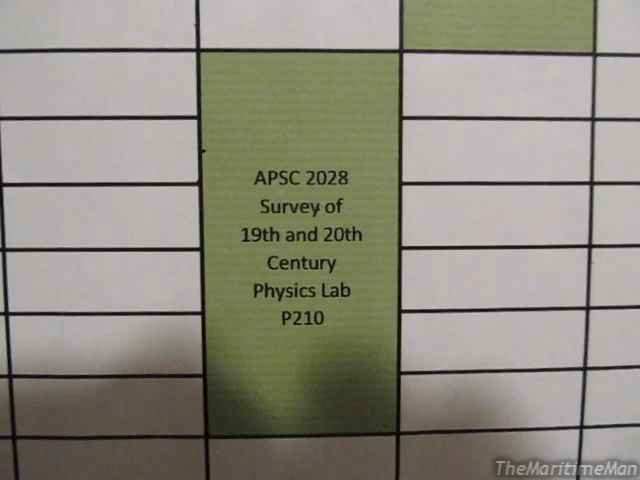 APSC 2028
Survey of
19th and 20th
Century
Physics Lab
P210
TheMaritimeMan